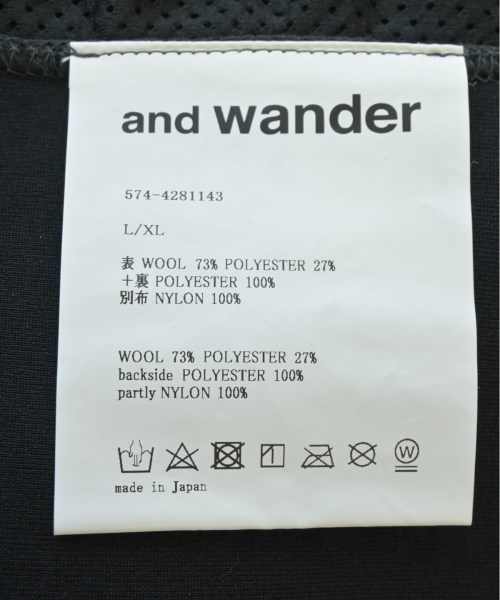 and wander
574-4281143
L/XL
表 WOOL 73% POLYESTER 27%
＋裏 POLYESTER 100%
別布 NYLON 100%
WOOL 73% POLYESTER 27%
backside POLYESTER 100%
partly NYLON 100%
W
made in Japan